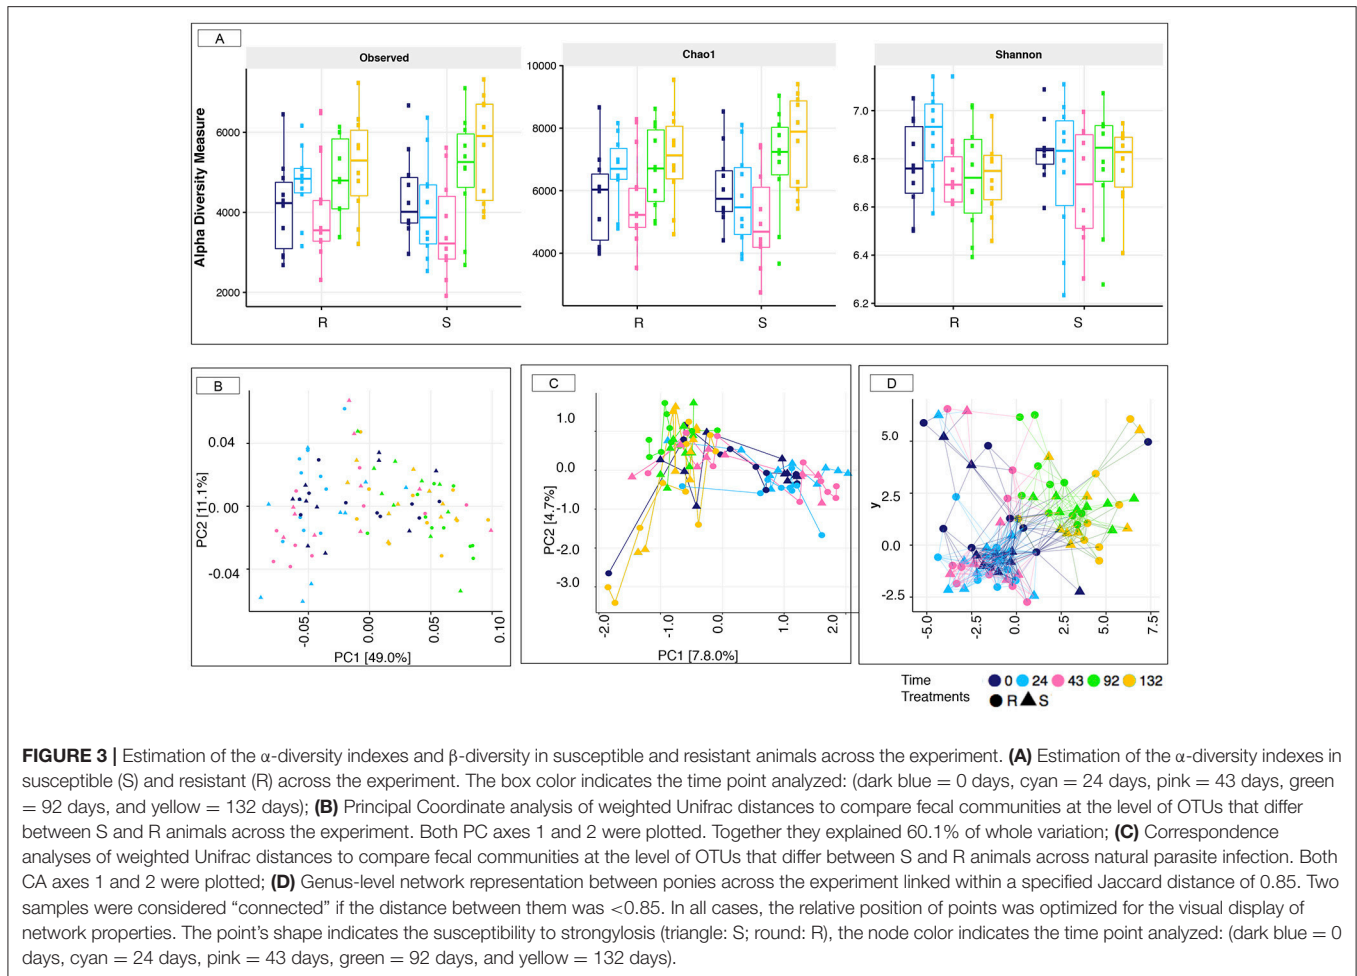 A
Observed
Chao1
Shannon
Alpha Diversity Measure
6000
4000
2000
R
S
10000
8000
6000
4000
R
S
7.0
6.8
6.6
6.4
6.2
R
S
B
PC2 [11.1%]
0.04
0.00
-0.04
-0.05
0.00
0.05
0.10
PC1 [49.0%]
C
PC2 [4.7%]
1.0
0.0
-1.0
-2.0
-3.0
-2.0
-1.0
0.0
1.0
2.0
PC1 [7.8.0%]
D
y
5.0
2.5
0.0
-2.5
-5.0
-2.5
0.0
2.5
5.0
7.5
Time 0 24 43 92 132
Treatments R S
FIGURE 3 | Estimation of the α-diversity indexes and β-diversity in susceptible and resistant animals across the experiment. (A) Estimation of the α-diversity indexes in
susceptible (S) and resistant (R) across the experiment. The box color indicates the time point analyzed: (dark blue = 0 days, cyan = 24 days, pink = 43 days, green
= 92 days, and yellow = 132 days); (B) Principal Coordinate analysis of weighted Unifrac distances to compare fecal communities at the level of OTUs that differ
between S and R animals across the experiment. Both PC axes 1 and 2 were plotted. Together they explained 60.1% of whole variation; (C) Correspondence
analyses of weighted Unifrac distances to compare fecal communities at the level of OTUs that differ between S and R animals across natural parasite infection. Both
CA axes 1 and 2 were plotted; (D) Genus-level network representation between ponies across the experiment linked within a specified Jaccard distance of 0.85. Two
samples were considered “connected” if the distance between them was <0.85. In all cases, the relative position of points was optimized for the visual display of
network properties. The point’s shape indicates the susceptibility to strongylosis (triangle: S; round: R), the node color indicates the time point analyzed: (dark blue = 0
days, cyan = 24 days, pink = 43 days, green = 92 days, and yellow = 132 days).